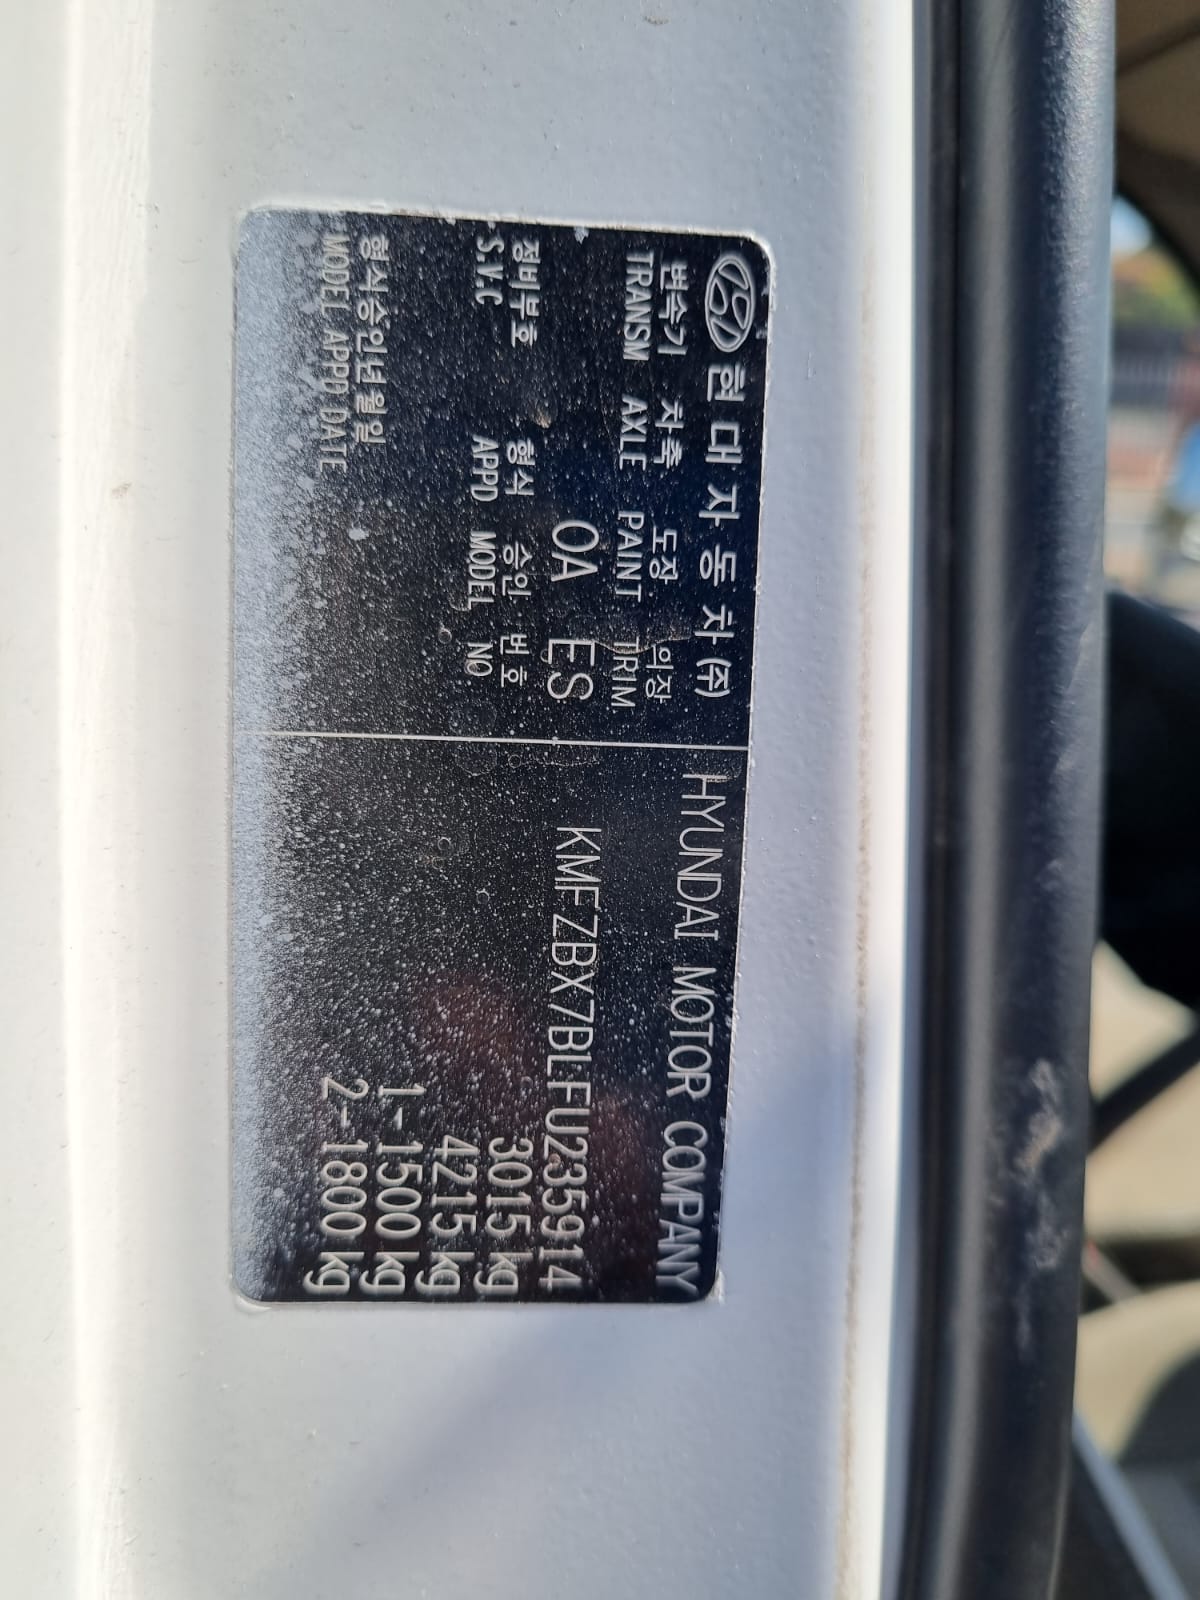 현대자동차(주) HYUNDAI MOTOR COMPANY
변속기 차축 도장 의장
TRANSM AXLE PAINT TRIM
OA ES KMFZBX7BLFU235914
정비부호 형식 승인 번호 3015 kg
S.V.C APPD MODEL NO
4215 kg
형식승인년월일 1-1500 kg
MODEL APPD DATE 2-1800 kg